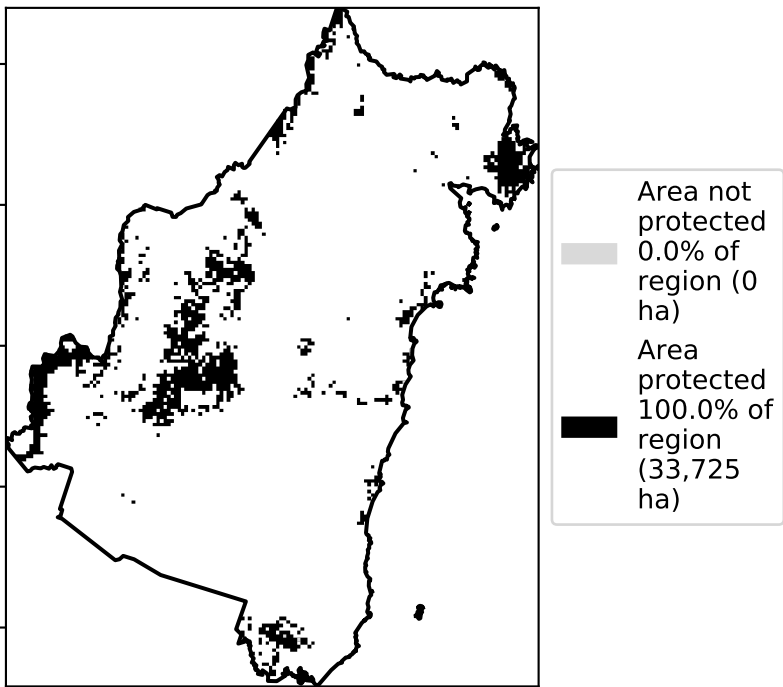 Area not
protected
0.0% of
region (0
ha)
Area
protected
100.0% of
region
(33,725
ha)